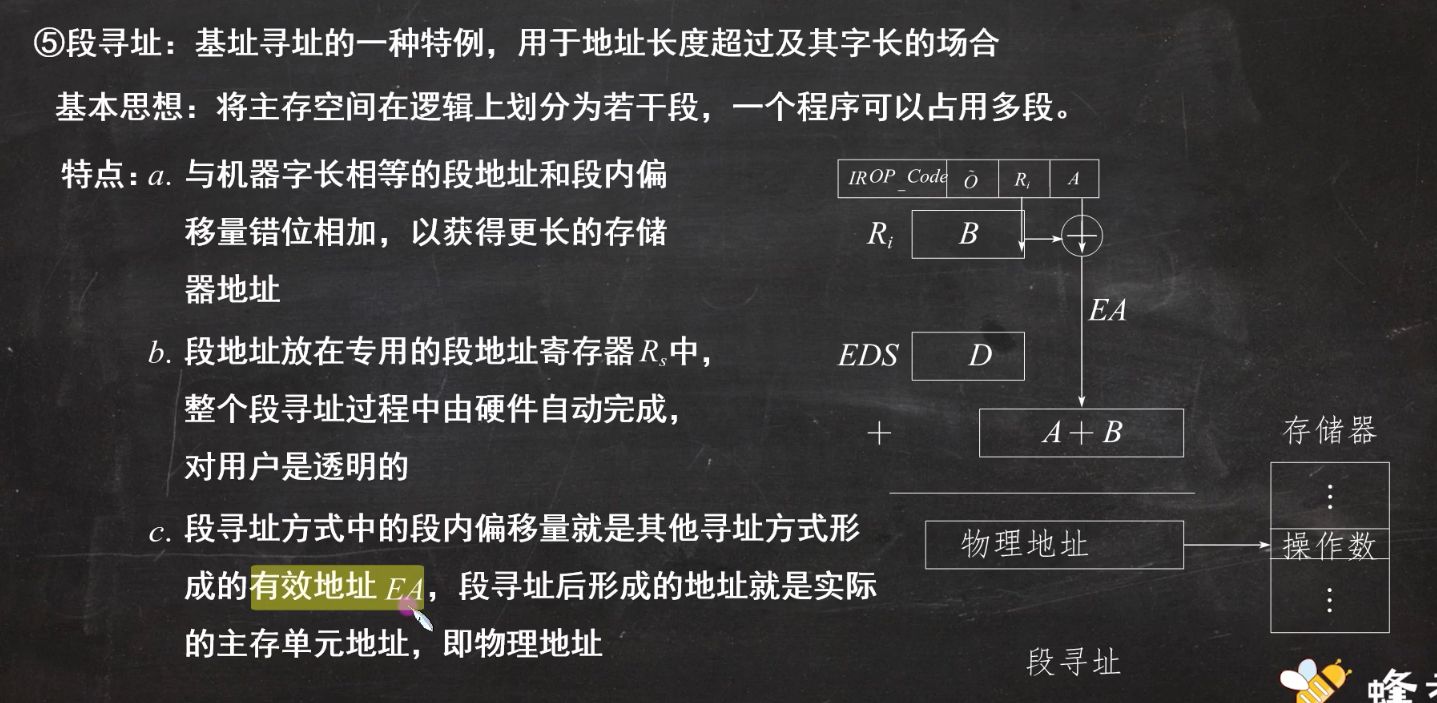 ⑤段寻址：基址寻址的一种特例，用于地址长度超过及其字长的场合
基本思想：将主存空间在逻辑上划分为若干段，一个程序可以占用多段。
特点：a. 与机器字长相等的段地址和段内偏
移量错位相加，以获得更长的存储
器地址
b. 段地址放在专用的段地址寄存器Rs中，
整个段寻址过程中由硬件自动完成，
对用户是透明的
c. 段寻址方式中的段内偏移量就是其他寻址方式形
成的有效地址 EA，段寻址后形成的地址就是实际
的主存单元地址，即物理地址
IROP_Code Õ Ri A
Ri B
EA
EDS D
+ A+B
存储器
⋮
物理地址 操作数
⋮
段寻址
蜂